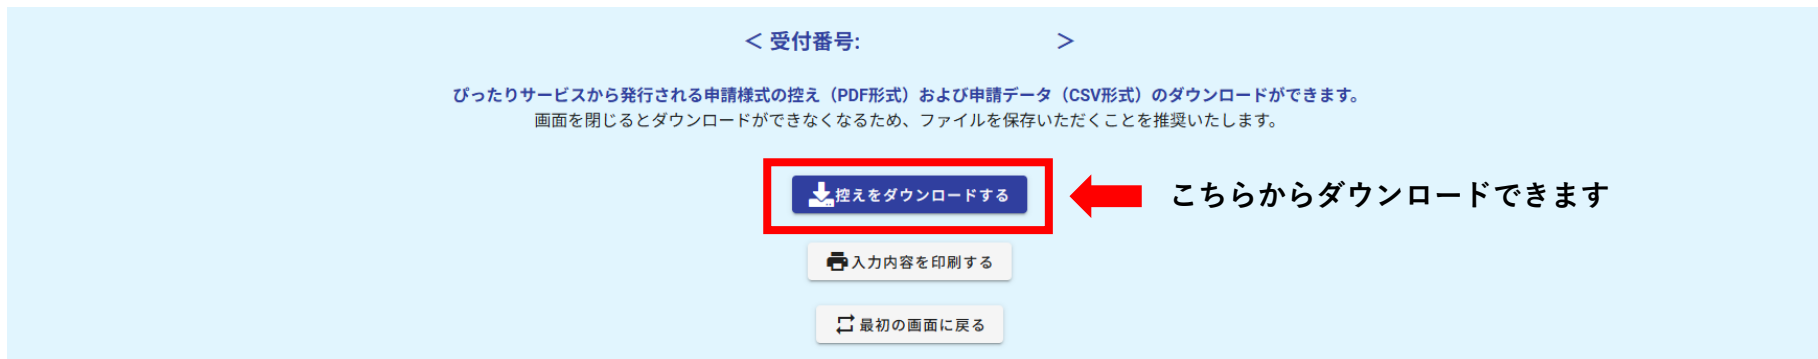 ＜ 受付番号: ＞
ぴったりサービスから発行される申請様式の控え（PDF形式）および申請データ（CSV形式）のダウンロードができます。
画面を閉じるとダウンロードができなくなるため、ファイルを保存いただくことを推奨いたします。
控えをダウンロードする
こちらからダウンロードできます
入力内容を印刷する
最初の画面に戻る